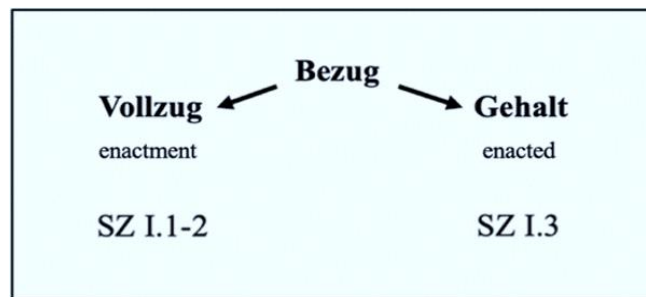 Bezug
Vollzug Gehalt
enactment enacted
SZ I.1-2 SZ I.3